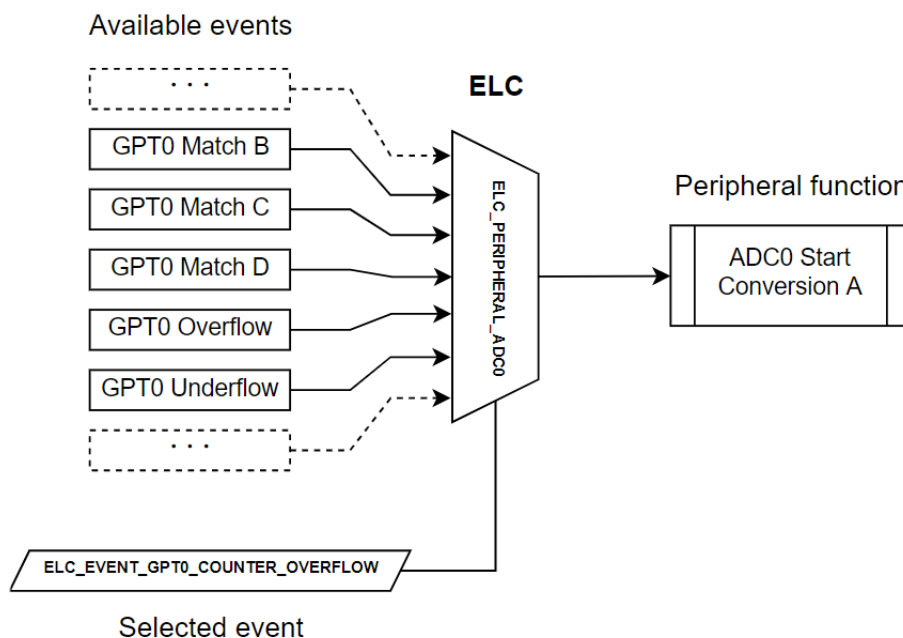 Available events
· · ·
ELC
GPT0 Match B
GPT0 Match C
GPT0 Match D
GPT0 Overflow
GPT0 Underflow
· · ·
ELC_PERIPHERAL_ADC0
Peripheral function
ADC0 Start
Conversion A
ELC_EVENT_GPT0_COUNTER_OVERFLOW
Selected event